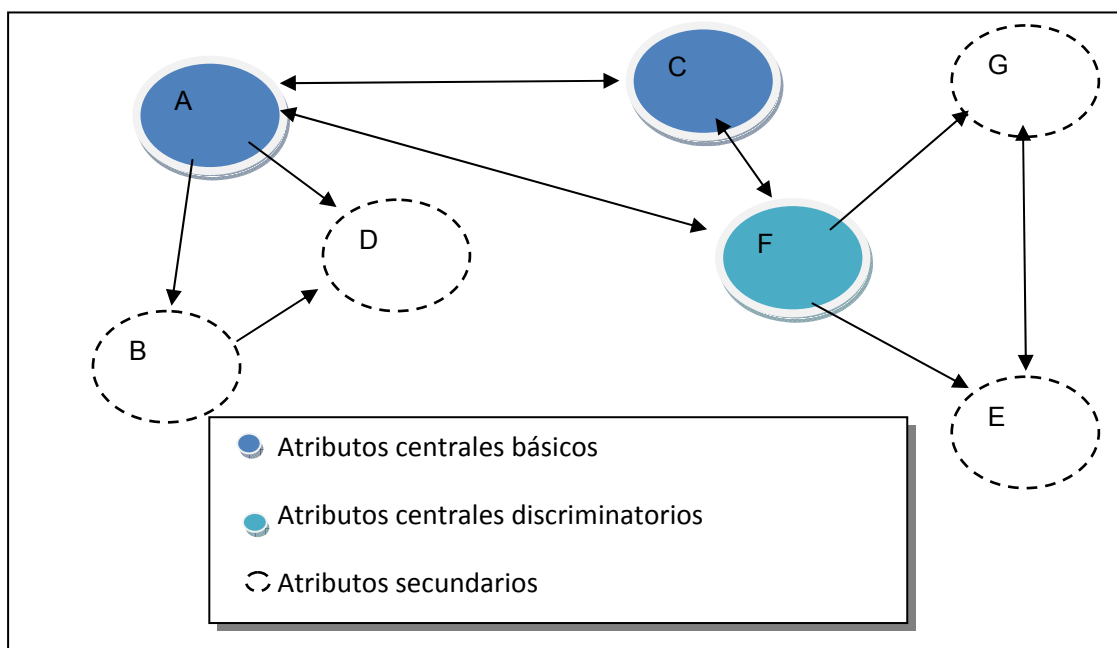 A
C
G
D
F
B
E
Atributos centrales básicos
Atributos centrales discriminatorios
Atributos secundarios